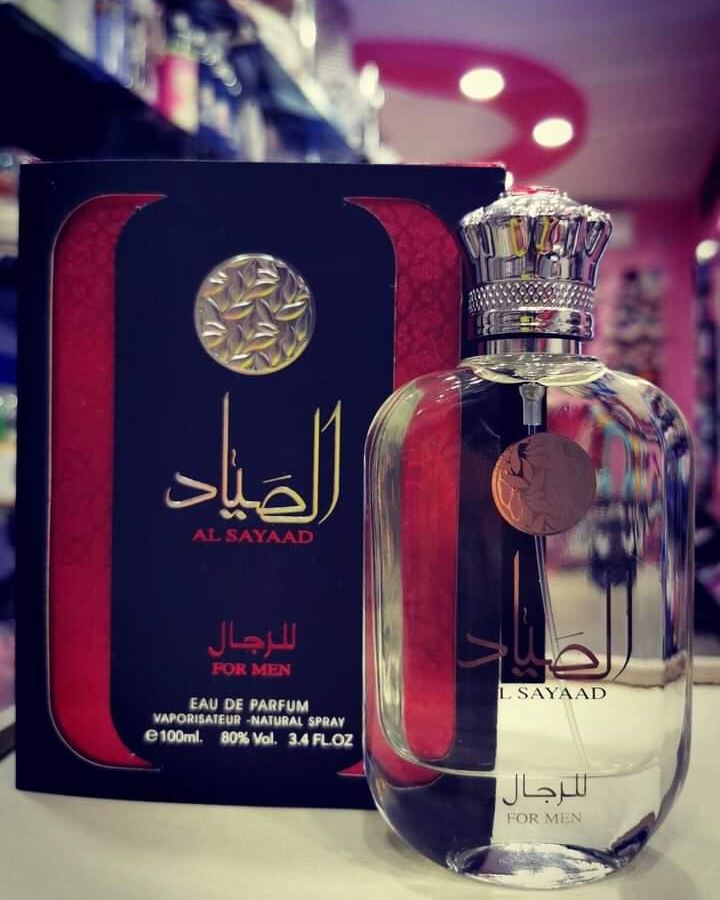 الصياد
AL SAYAAD
للرجال
FOR MEN
EAU DE PARFUM
VAPORISATEUR -NATURAL SPRAY
℮100ml. 80% Vol. 3.4 FL.OZ
الصياد
L SAYAAD
للرجال
FOR MEN